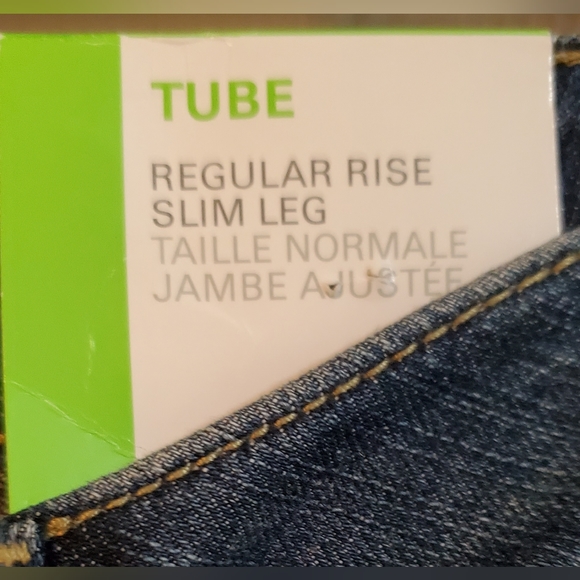 TUBE
REGULAR RISE
SLIM LEG
TAILLE NORMALE
JAMBE AJUSTÉE